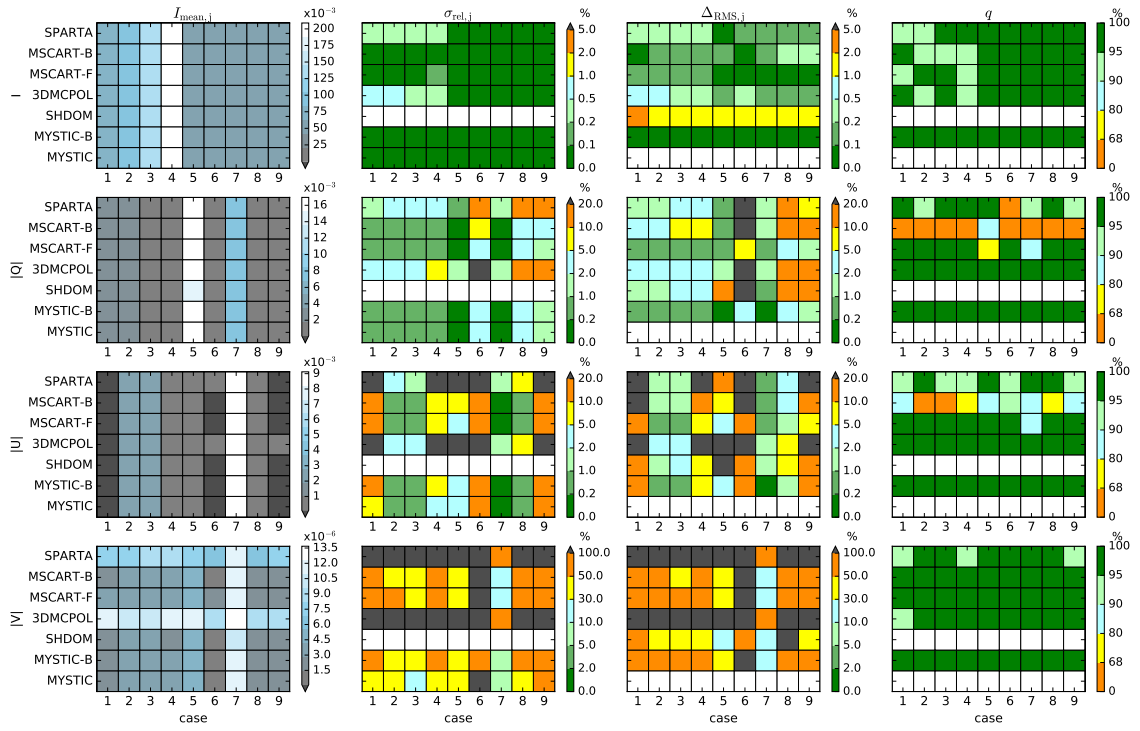 I_mean,j σ_rel,j Δ_RMS,j q
I
SPARTA
MSCART-B
MSCART-F
3DMCPOL
SHDOM
MYSTIC-B
MYSTIC
1 2 3 4 5 6 7 8 9
×10⁻³
200
175
150
125
100
75
50
25
1 2 3 4 5 6 7 8 9
%
5.0
1.0
0.5
0.2
0.1
0.0
1 2 3 4 5 6 7 8 9
%
5.0
2.0
1.0
0.5
0.2
0.0
1 2 3 4 5 6 7 8 9
%
100
95
90
80
68
0
|Q|
SPARTA
MSCART-B
MSCART-F
3DMCPOL
SHDOM
MYSTIC-B
MYSTIC
1 2 3 4 5 6 7 8 9
×10⁻³
16
14
12
10
8
6
4
2
1 2 3 4 5 6 7 8 9
%
20.0
5.0
2.0
1.0
0.2
0.0
1 2 3 4 5 6 7 8 9
%
20.0
10.0
5.0
2.0
1.0
0.2
0.0
1 2 3 4 5 6 7 8 9
%
100
95
90
80
68
0
|U|
SPARTA
MSCART-B
MSCART-F
3DMCPOL
SHDOM
MYSTIC-B
MYSTIC
1 2 3 4 5 6 7 8 9
×10⁻³
9
8
7
6
5
4
3
2
1
1 2 3 4 5 6 7 8 9
%
20.0
10.0
5.0
2.0
1.0
0.2
0.0
1 2 3 4 5 6 7 8 9
%
20.0
10.0
5.0
2.0
1.0
0.2
0.0
1 2 3 4 5 6 7 8 9
%
100
95
90
80
68
0
|V|
SPARTA
MSCART-B
MSCART-F
3DMCPOL
SHDOM
MYSTIC-B
MYSTIC
1 2 3 4 5 6 7 8 9
case
×10⁻⁶
13.5
12.0
10.5
9.0
7.5
6.0
4.5
3.0
1.5
1 2 3 4 5 6 7 8 9
case
%
100.0
50.0
30.0
10.0
5.0
2.0
0.0
1 2 3 4 5 6 7 8 9
case
%
100.0
50.0
30.0
10.0
5.0
2.0
0.0
1 2 3 4 5 6 7 8 9
case
%
100
95
90
80
68
0